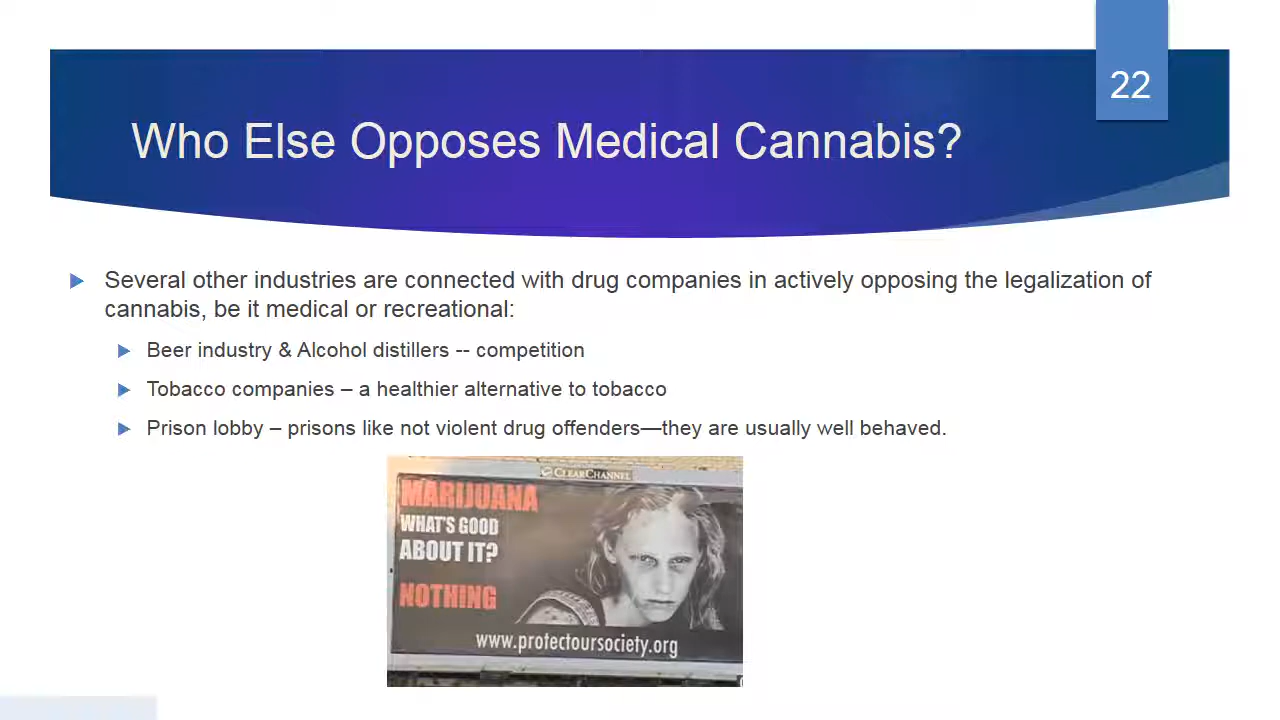 22
Who Else Opposes Medical Cannabis?
Several other industries are connected with drug companies in actively opposing the legalization of
cannabis, be it medical or recreational:
Beer industry & Alcohol distillers -- competition
Tobacco companies – a healthier alternative to tobacco
Prison lobby – prisons like not violent drug offenders—they are usually well behaved.
CLEARCHANNEL
MARIJUANA
WHAT'S GOOD
ABOUT IT?
NOTHING
www.protectoursociety.org